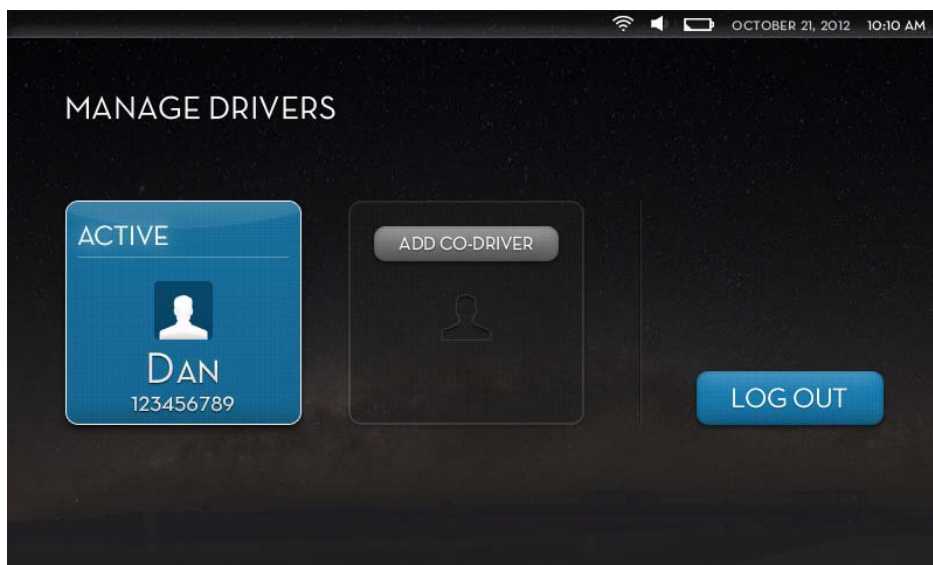 OCTOBER 21, 2012 10:10 AM
MANAGE DRIVERS
ACTIVE
DAN
123456789
ADD CO-DRIVER
LOG OUT